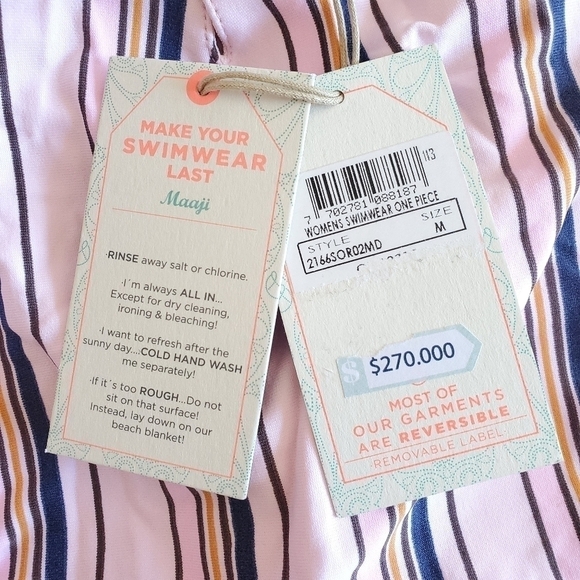 MAKE YOUR
SWIMWEAR
LAST
Maaji
·RINSE away salt or chlorine.
·I´m always ALL IN...
Except for dry cleaning,
ironing & bleaching!
·I want to refresh after the
sunny day....COLD HAND WASH
me separately!
·If it´s too ROUGH...Do not
sit on that surface!
Instead, lay down on our
beach blanket!
113
7 702781 088187
WOMEN'S SWIMWEAR ONE PIECE
STYLE SIZE
2166SOR02MD M
$ $270.000
MOST OF
OUR GARMENTS
ARE REVERSIBLE
REMOVABLE LABEL